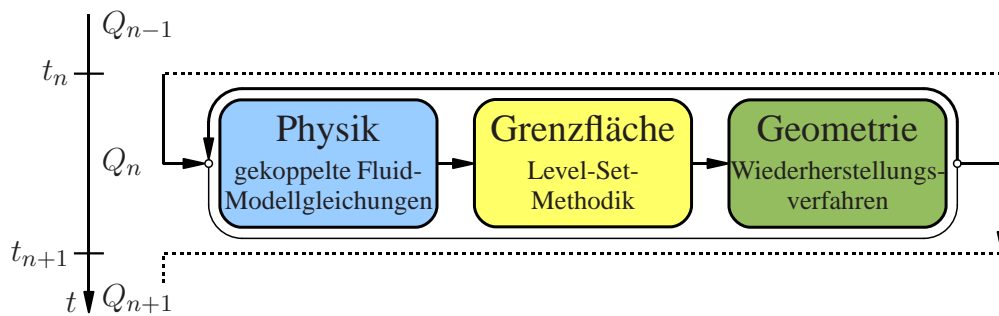 Q_{n-1}
t_n
Physik Grenzfläche Geometrie
Q_n
gekoppelte Fluid- Level-Set- Wiederherstellungs-
Modellgleichungen Methodik verfahren
t_{n+1}
t Q_{n+1}